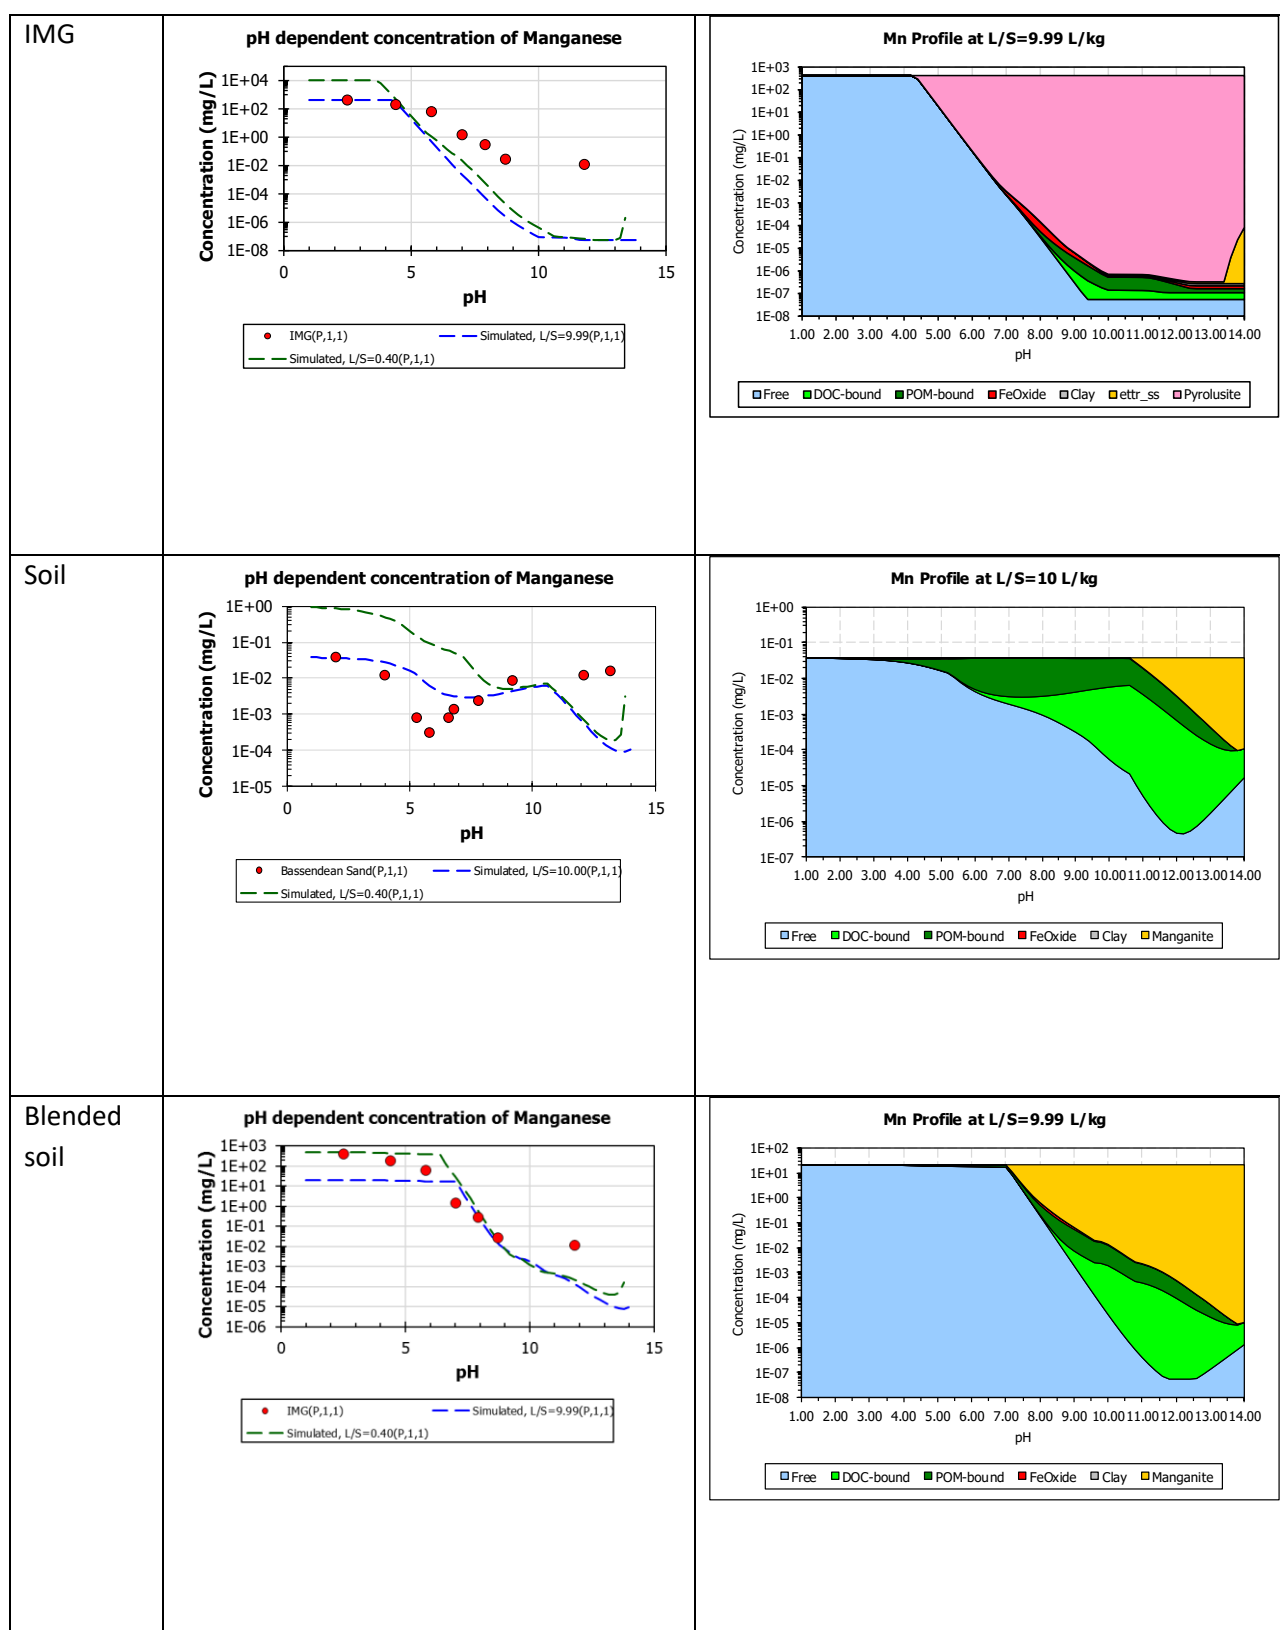 IMG
pH dependent concentration of Manganese
Concentration (mg/L)
1E+04
1E+02
1E+00
1E-02
1E-04
1E-06
1E-08
0 5 10 15
pH
IMG(P,1,1) Simulated, L/S=9.99(P,1,1)
Simulated, L/S=0.40(P,1,1)
Mn Profile at L/S=9.99 L/kg
Concentration (mg/L)
1E+03
1E+02
1E+01
1E+00
1E-01
1E-02
1E-03
1E-04
1E-05
1E-06
1E-07
1E-08
1.00 2.00 3.00 4.00 5.00 6.00 7.00 8.00 9.00 10.00 11.00 12.00 13.00 14.00
pH
Free DOC-bound POM-bound FeOxide Clay ettr_ss Pyrolusite
Soil
pH dependent concentration of Manganese
Concentration (mg/L)
1E+00
1E-01
1E-02
1E-03
1E-04
1E-05
0 5 10 15
pH
Bassendean Sand(P,1,1) Simulated, L/S=10.00(P,1,1)
Simulated, L/S=0.40(P,1,1)
Mn Profile at L/S=10 L/kg
Concentration (mg/L)
1E+00
1E-01
1E-02
1E-03
1E-04
1E-05
1E-06
1E-07
1.00 2.00 3.00 4.00 5.00 6.00 7.00 8.00 9.00 10.00 11.00 12.00 13.00 14.00
pH
Free DOC-bound POM-bound FeOxide Clay Manganite
Blended
soil
pH dependent concentration of Manganese
Concentration (mg/L)
1E+03
1E+02
1E+01
1E+00
1E-01
1E-02
1E-03
1E-04
1E-05
1E-06
0 5 10 15
pH
IMG(P,1,1) Simulated, L/S=9.99(P,1,1)
Simulated, L/S=0.40(P,1,1)
Mn Profile at L/S=9.99 L/kg
Concentration (mg/L)
1E+02
1E+01
1E+00
1E-01
1E-02
1E-03
1E-04
1E-05
1E-06
1E-07
1E-08
1.00 2.00 3.00 4.00 5.00 6.00 7.00 8.00 9.00 10.00 11.00 12.00 13.00 14.00
pH
Free DOC-bound POM-bound FeOxide Clay Manganite